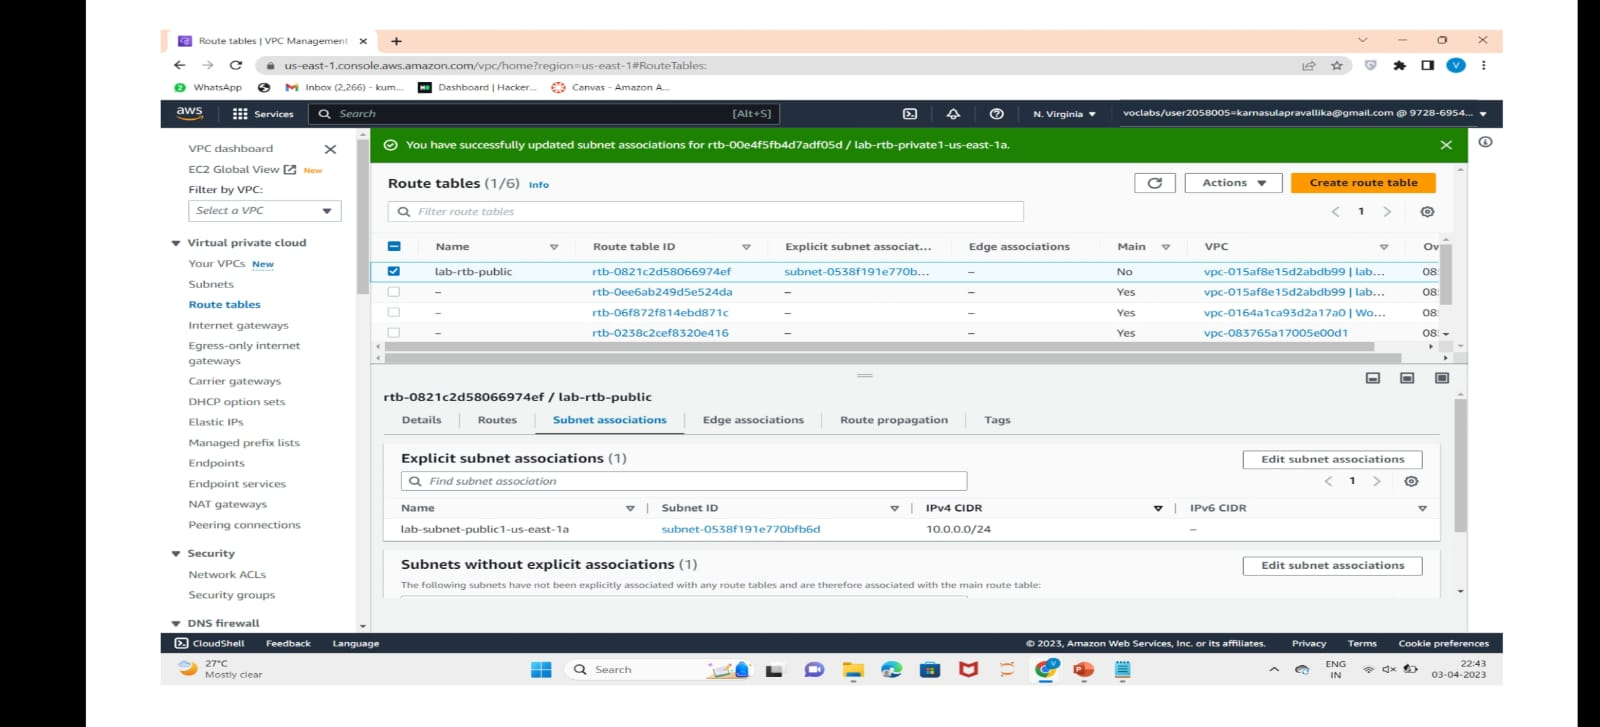 Route tables | VPC Management
us-east-1.console.aws.amazon.com/vpc/home?region=us-east-1#RouteTables:
WhatsApp Inbox (2,266) - kum... Dashboard | Hacker... Canvas - Amazon A...
aws Services Search [Alt+S] N. Virginia voclabs/user2058005=karnasulapravallika@gmail.com @ 9728-6954...
VPC dashboard
EC2 Global View New
Filter by VPC:
Select a VPC
Virtual private cloud
Your VPCs New
Subnets
Route tables
Internet gateways
Egress-only internet
gateways
Carrier gateways
DHCP option sets
Elastic IPs
Managed prefix lists
Endpoints
Endpoint services
NAT gateways
Peering connections
Security
Network ACLs
Security groups
DNS firewall
You have successfully updated subnet associations for rtb-00e4f5fb4d7adf05d / lab-rtb-private1-us-east-1a.
Route tables (1/6) Info Actions Create route table
Filter route tables 1
Name Route table ID Explicit subnet associat... Edge associations Main VPC Ow
lab-rtb-public rtb-0821c2d58066974ef subnet-0538f191e770b... – No vpc-015af8e15d2abdb99 | lab... 08
– rtb-0ee6ab249d5e524da – – Yes vpc-015af8e15d2abdb99 | lab... 08
– rtb-06f872f814ebd871c – – Yes vpc-0164a1ca93d2a17a0 | Wo... 08
– rtb-0238c2cef8320e416 – – Yes vpc-083765a17005e00d1 08
rtb-0821c2d58066974ef / lab-rtb-public
Details Routes Subnet associations Edge associations Route propagation Tags
Explicit subnet associations (1) Edit subnet associations
Find subnet association 1
Name Subnet ID IPv4 CIDR IPv6 CIDR
lab-subnet-public1-us-east-1a subnet-0538f191e770bfb6d 10.0.0.0/24 –
Subnets without explicit associations (1) Edit subnet associations
The following subnets have not been explicitly associated with any route tables and are therefore associated with the main route table:
CloudShell Feedback Language © 2023, Amazon Web Services, Inc. or its affiliates. Privacy Terms Cookie preferences
27°C
Mostly clear
Search
ENG
IN
22:43
03-04-2023